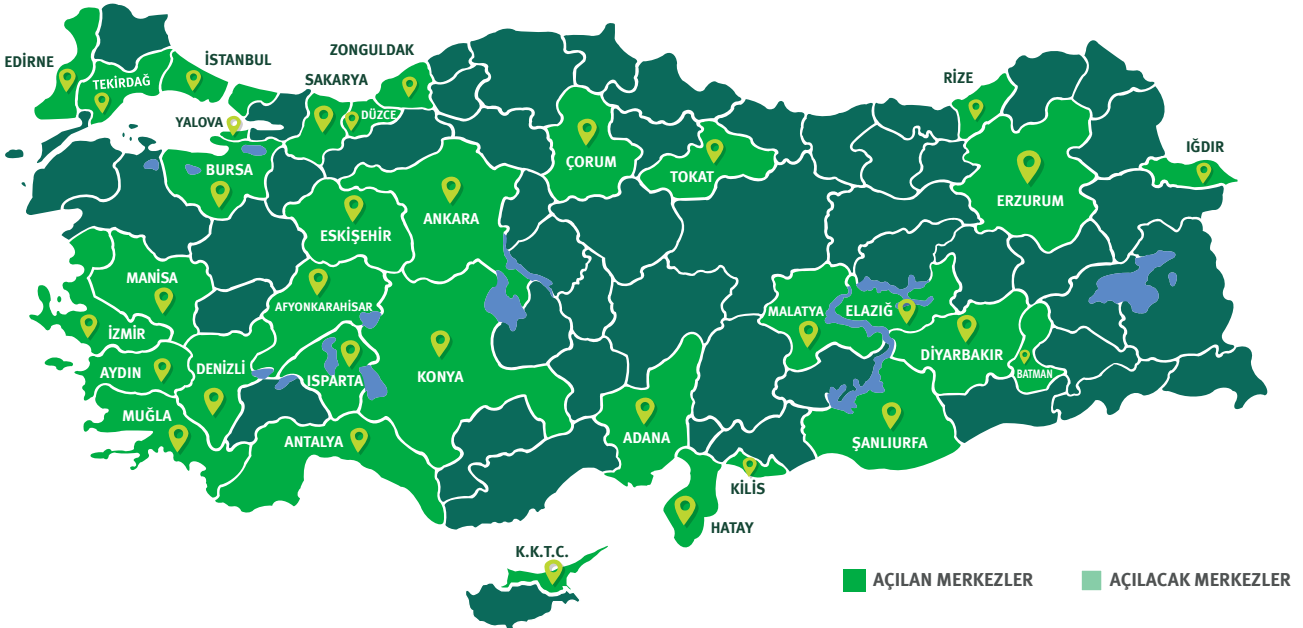 ZONGULDAK
EDİRNE
İSTANBUL
SAKARYA
RİZE
TEKİRDAĞ
DÜZCE
YALOVA
IĞDIR
BURSA
ÇORUM
TOKAT
ERZURUM
ANKARA
ESKİŞEHİR
MANİSA
AFYONKARAHİSAR
MALATYA
ELAZIĞ
İZMİR
DİYARBAKIR
AYDIN
DENİZLİ
ISPARTA
KONYA
BATMAN
MUĞLA
ANTALYA
ADANA
ŞANLIURFA
KİLİS
HATAY
K.K.T.C.
AÇILAN MERKEZLER
AÇILACAK MERKEZLER